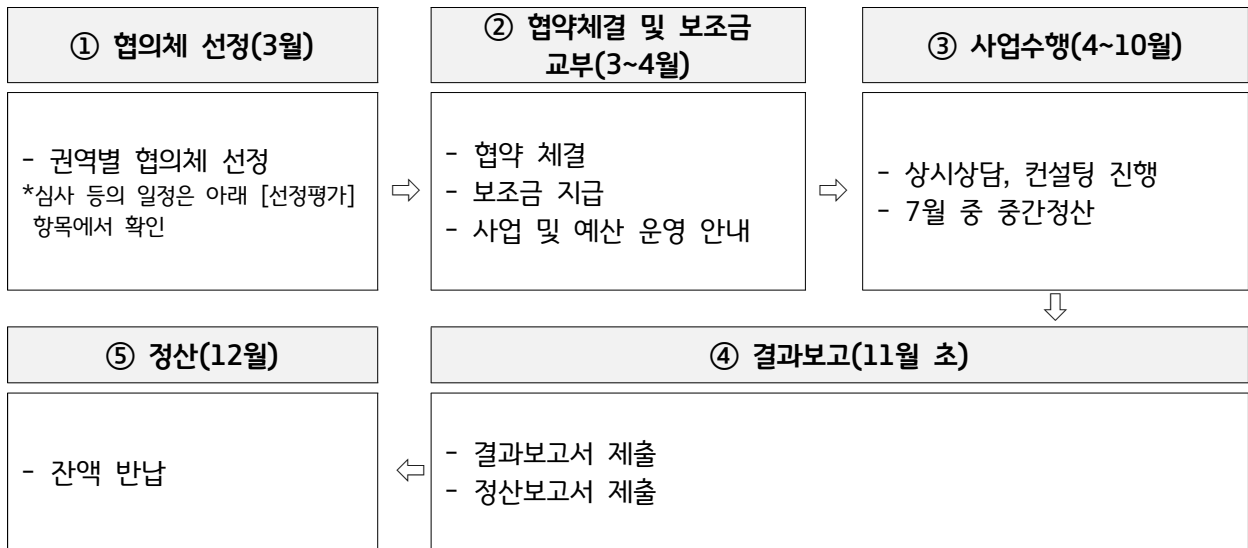 ① 협의체 선정(3월)
- 권역별 협의체 선정
*심사 등의 일정은 아래 [선정평가]
항목에서 확인
② 협약체결 및 보조금
교부(3~4월)
- 협약 체결
- 보조금 지급
- 사업 및 예산 운영 안내
③ 사업수행(4~10월)
- 상시상담, 컨설팅 진행
- 7월 중 중간정산
④ 결과보고(11월 초)
- 결과보고서 제출
- 정산보고서 제출
⑤ 정산(12월)
- 잔액 반납